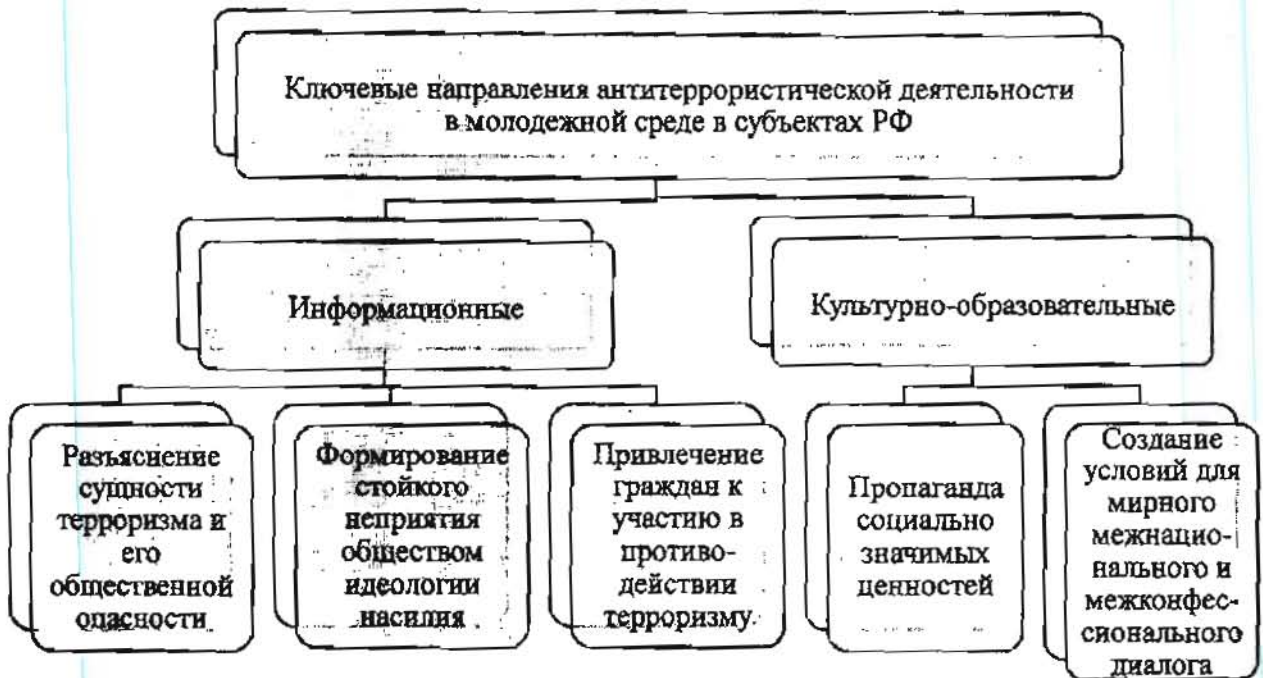 Ключевые направления антитеррористической деятельности
в молодежной среде в субъектах РФ
Информационные
Культурно-образовательные
Разъяснение
сущности
терроризма и
его
общественной
опасности
Формирование
стойкого
неприятия
обществом
идеологии
насилия
Привлечение
граждан к
участию в
противо-
действии
терроризму
Пропаганда
социально
значимых
ценностей
Создание
условий для
мирного
межнацио-
нального и
межконфес-
сионального
диалога